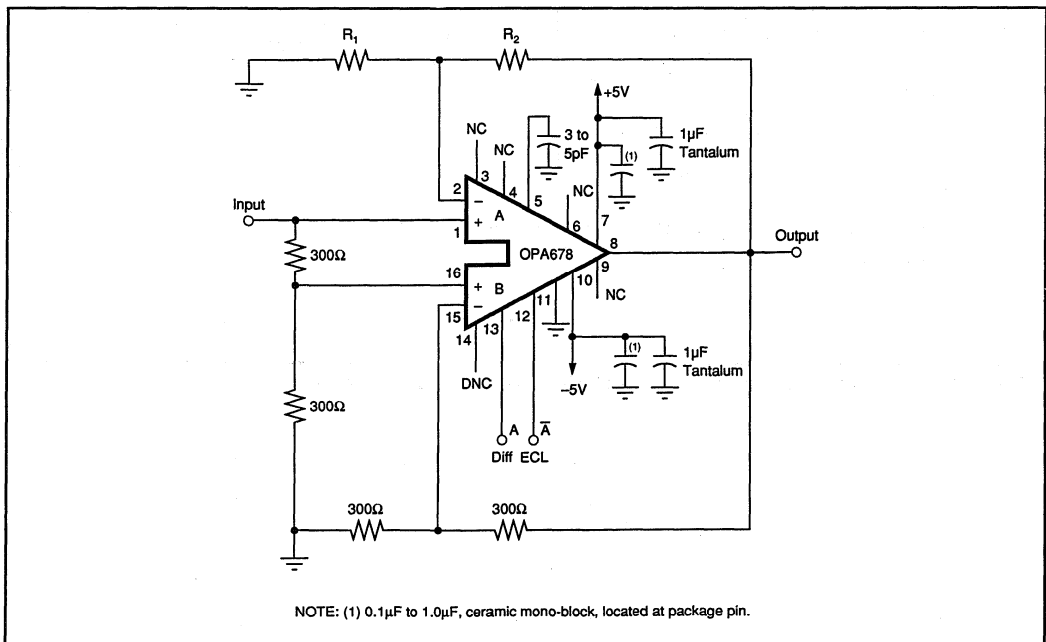 R1
R2
+5V
NC
NC
3 to
5pF
(1)
1µF
Tantalum
3
4
5
NC
2
−
A
6
7
Input
+
1
8
Output
300Ω
OPA678
9
16
+
B
10
NC
−
11
15
12
13
14
(1)
1µF
Tantalum
DNC
−5V
300Ω
A
A̅
Diff ECL
300Ω
300Ω
NOTE: (1) 0.1µF to 1.0µF, ceramic mono-block, located at package pin.